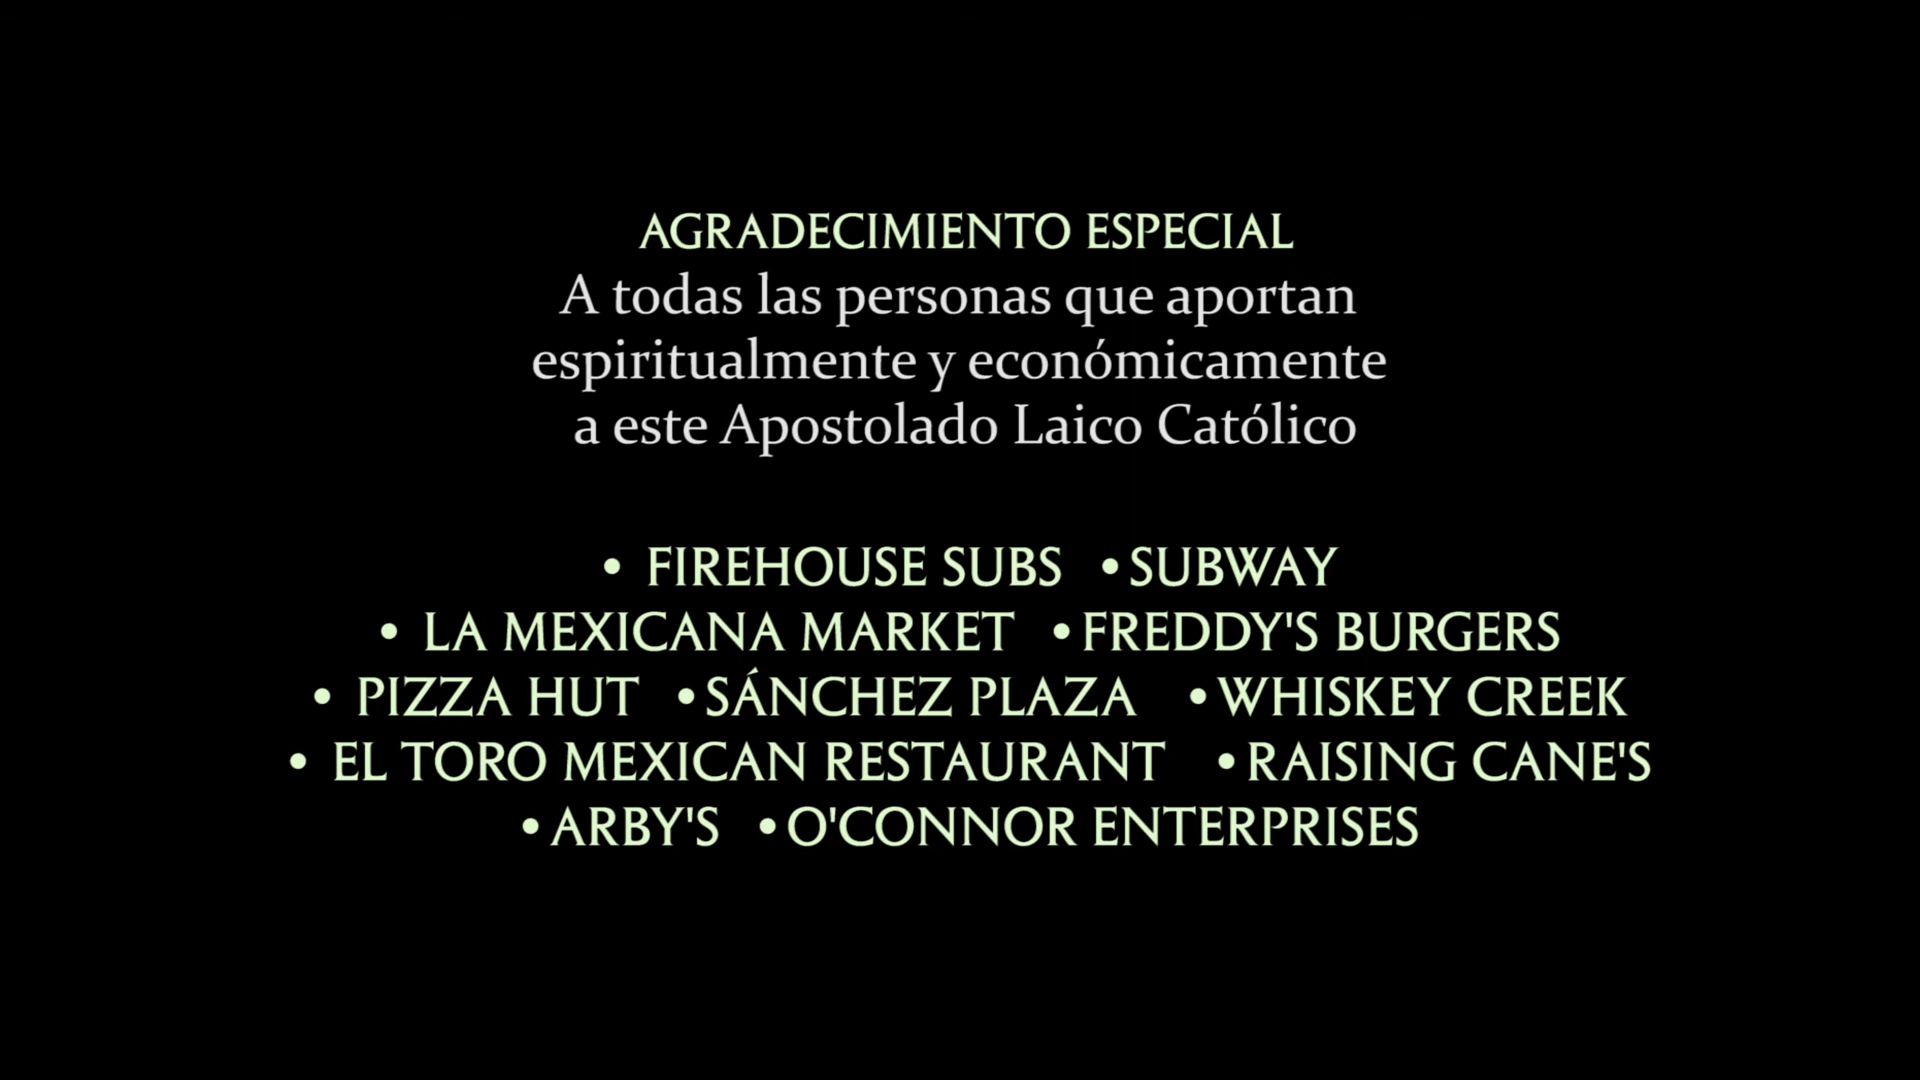 AGRADECIMIENTO ESPECIAL
A todas las personas que aportan
espiritualmente y económicamente
a este Apostolado Laico Católico
• FIREHOUSE SUBS •SUBWAY
• LA MEXICANA MARKET •FREDDY'S BURGERS
• PIZZA HUT •SÁNCHEZ PLAZA •WHISKEY CREEK
• EL TORO MEXICAN RESTAURANT •RAISING CANE'S
•ARBY'S •O'CONNOR ENTERPRISES